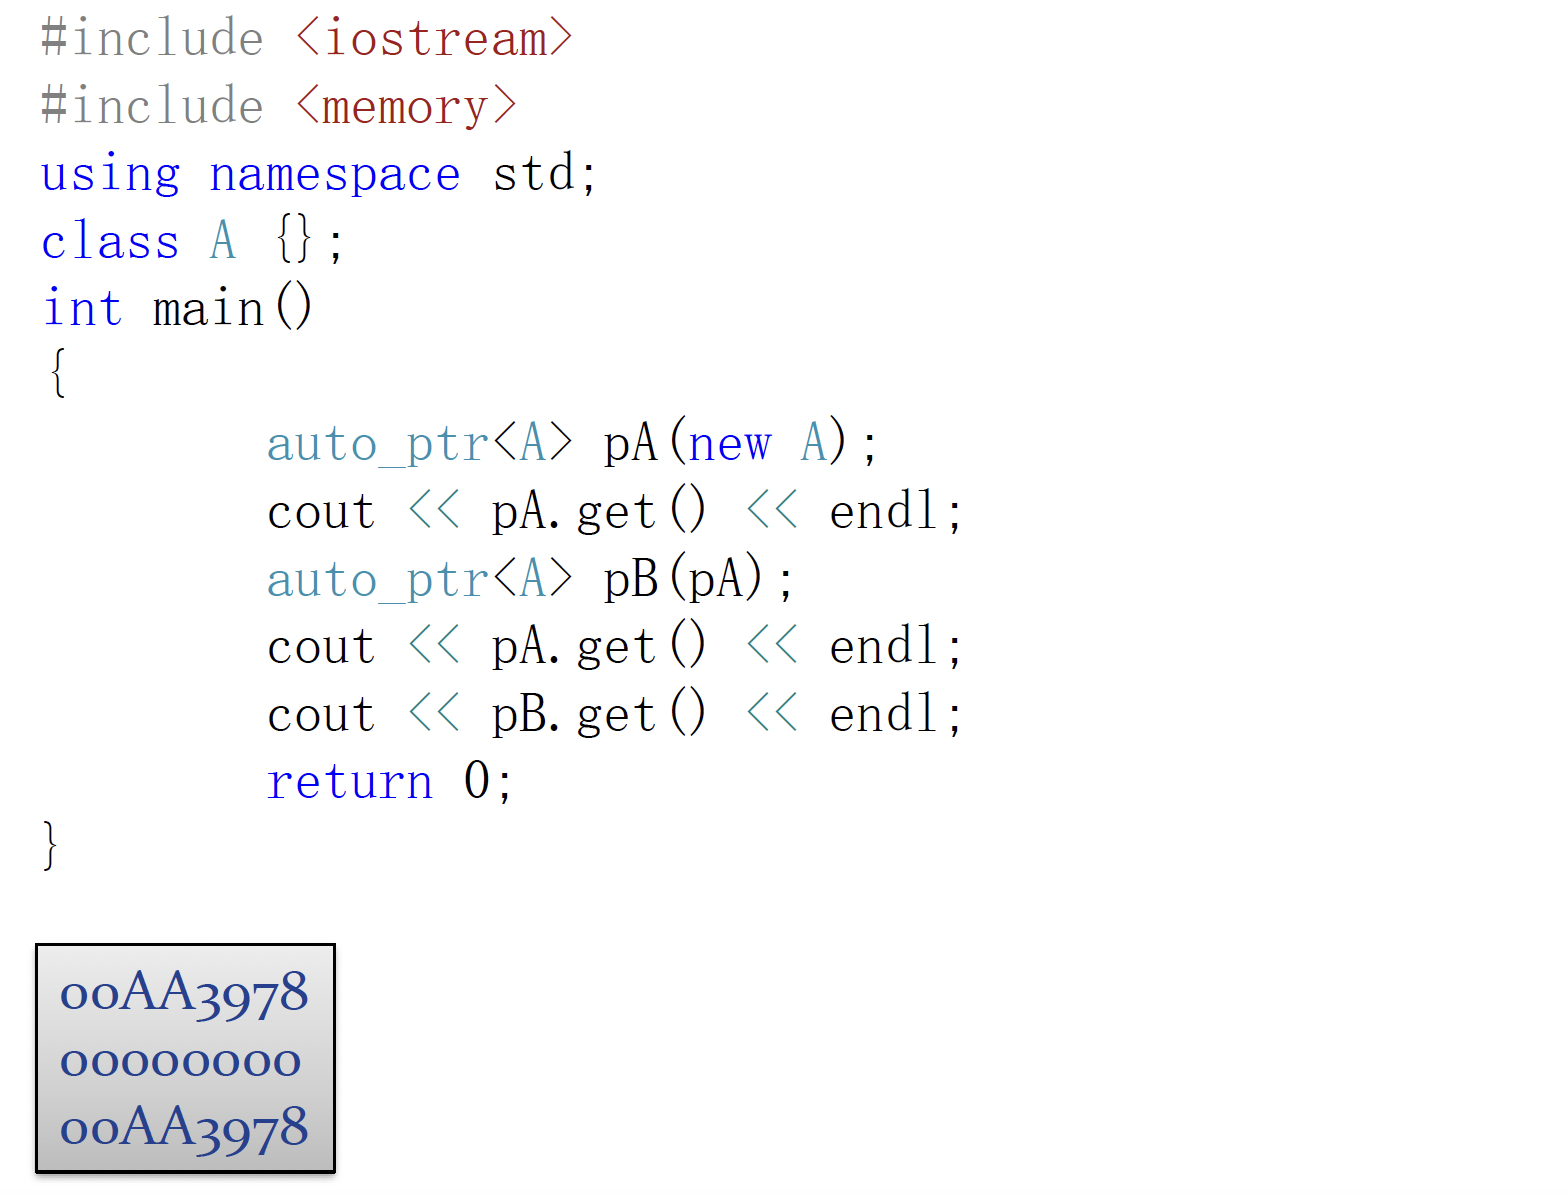 #include <iostream>
#include <memory>
using namespace std;
class A {};
int main()
{
auto_ptr<A> pA(new A);
cout << pA.get() << endl;
auto_ptr<A> pB(pA);
cout << pA.get() << endl;
cout << pB.get() << endl;
return 0;
}
00AA3978
00000000
00AA3978